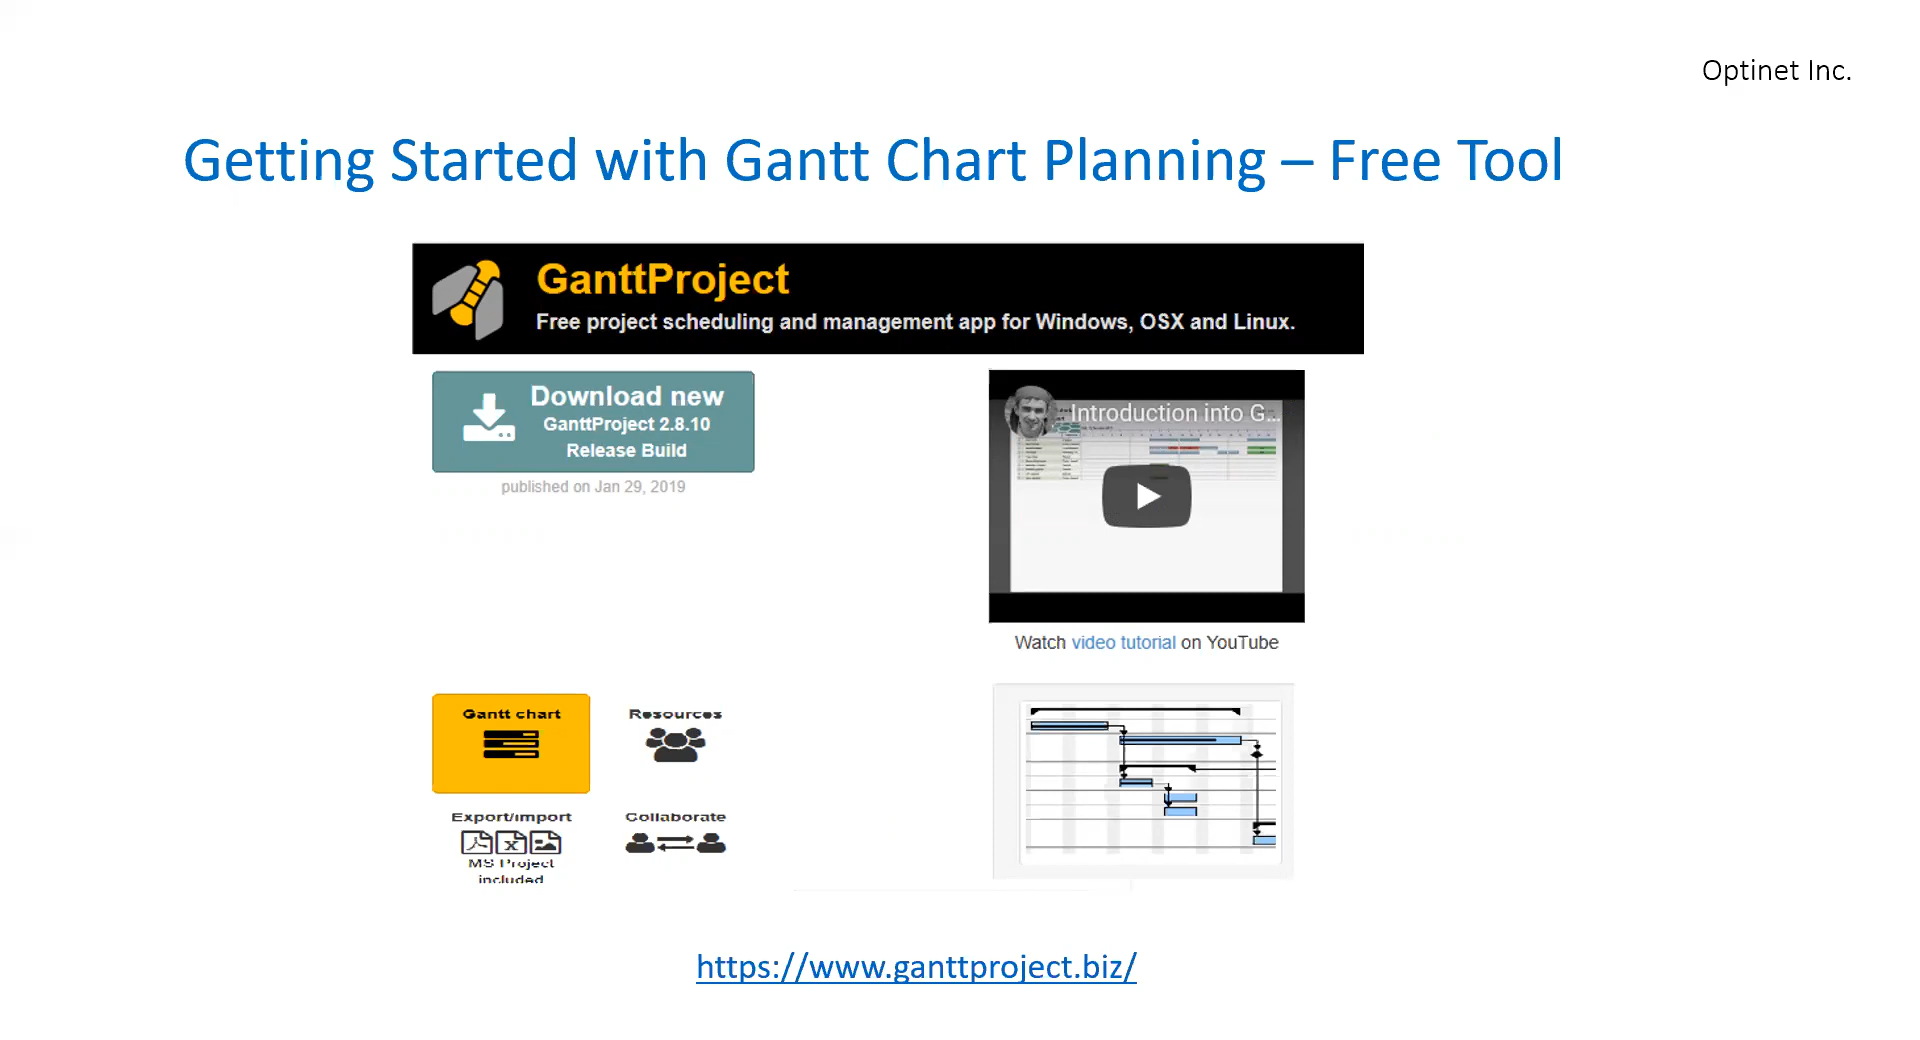 Optinet Inc.
Getting Started with Gantt Chart Planning – Free Tool
GanttProject
Free project scheduling and management app for Windows, OSX and Linux.
Download new
GanttProject 2.8.10
Release Build
published on Jan 29, 2019
Introduction into G...
Watch video tutorial on YouTube
Gantt chart
Resources
Export/import
MS Project
included
Collaborate
https://www.ganttproject.biz/